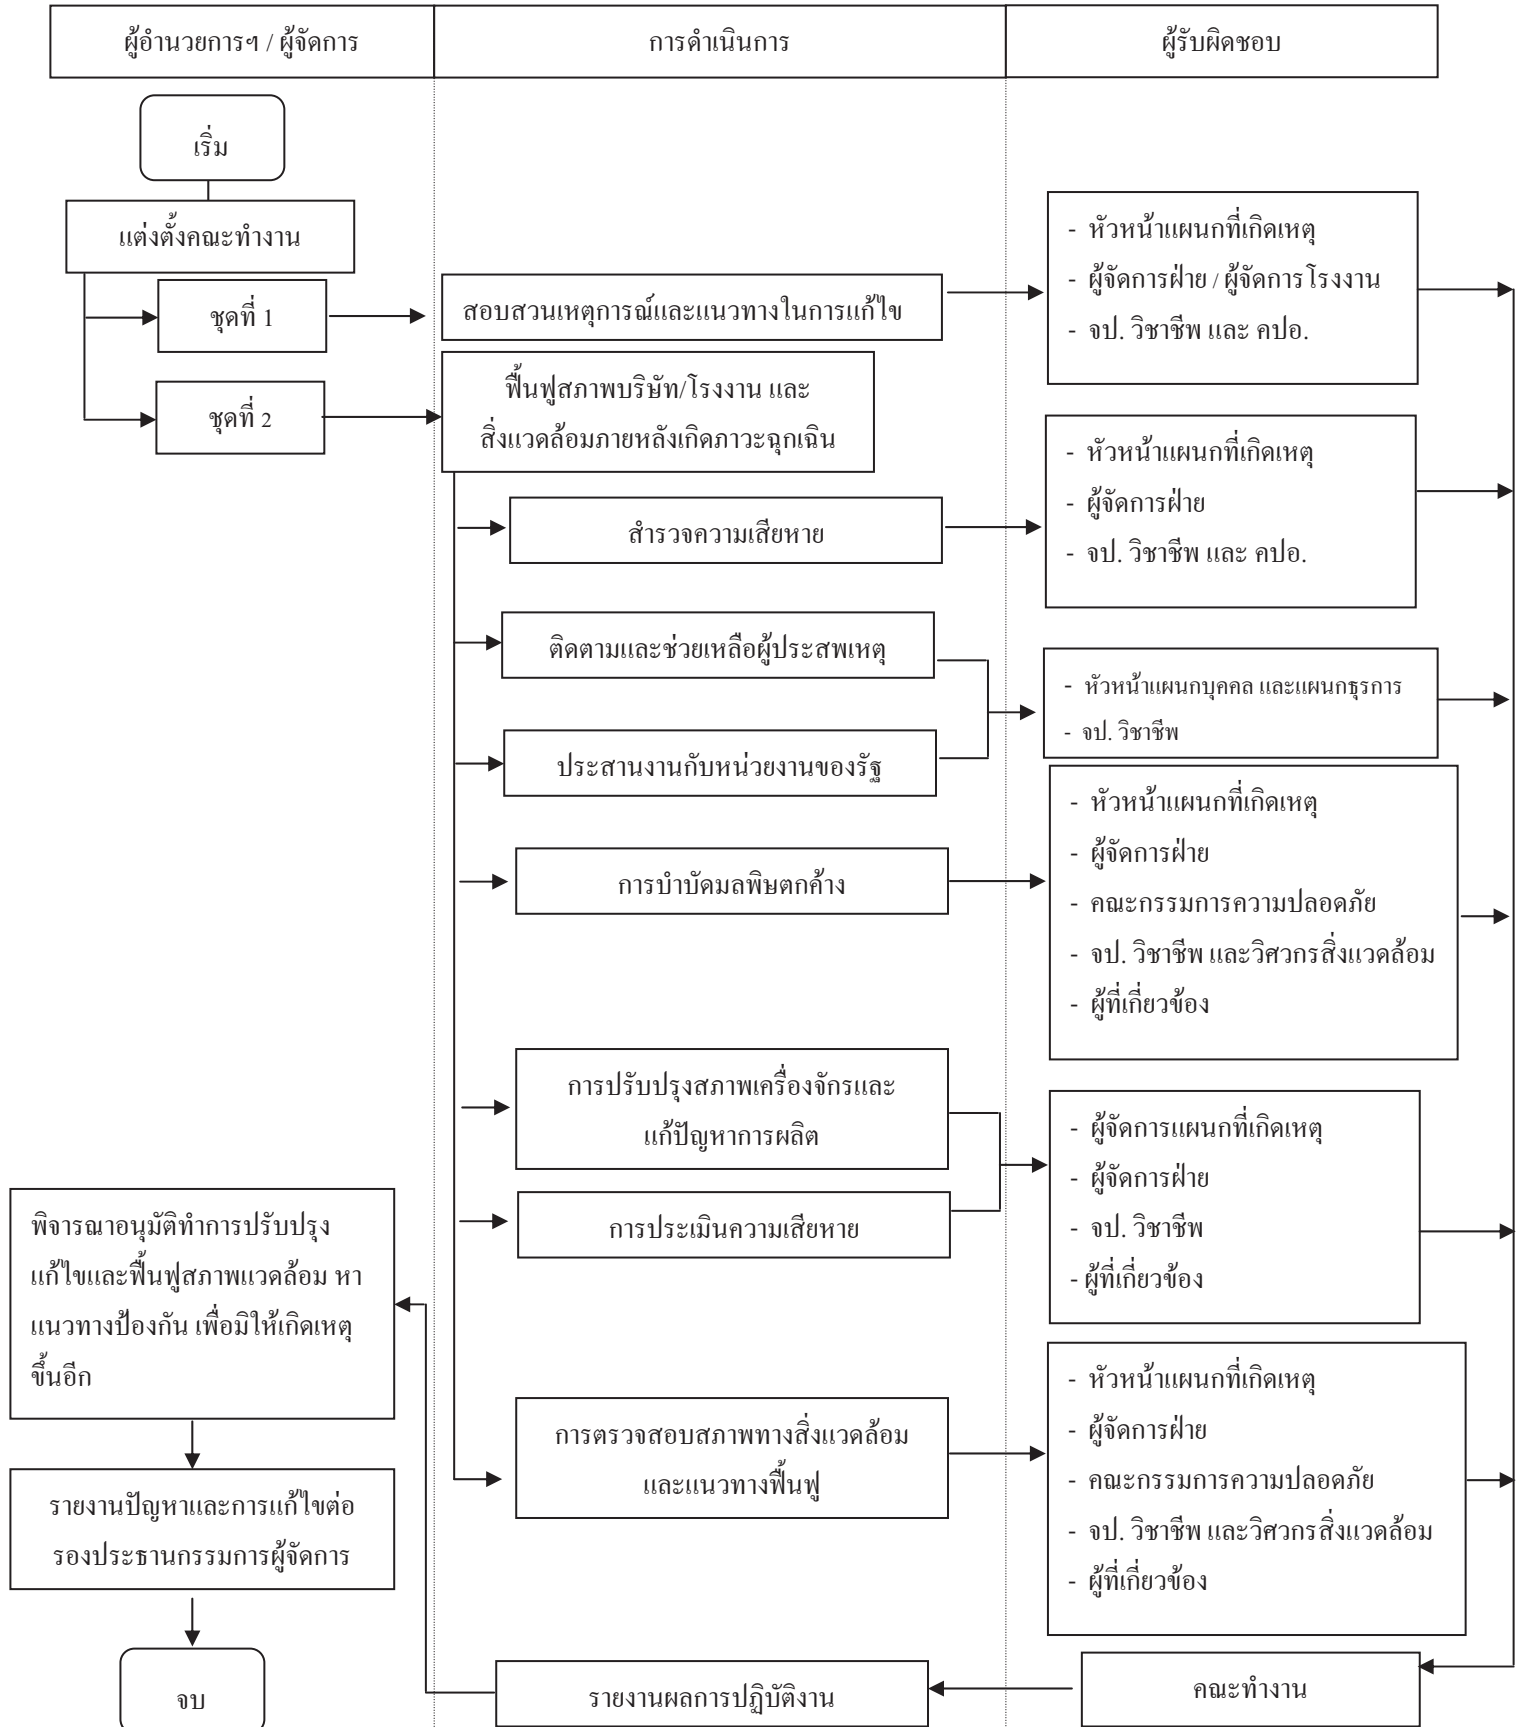 ผู้อำนวยการฯ / ผู้จัดการ
การดำเนินการ
ผู้รับผิดชอบ
เริ่ม
แต่งตั้งคณะทำงาน
ชุดที่ 1
สอบสวนเหตุการณ์และแนวทางในการแก้ไข
- หัวหน้าแผนกที่เกิดเหตุ
- ผู้จัดการฝ่าย / ผู้จัดการโรงงาน
- จป. วิชาชีพ และ คปอ.
ชุดที่ 2
ฟื้นฟูสภาพบริษัท/โรงงาน และ
สิ่งแวดล้อมภายหลังเกิดภาวะฉุกเฉิน
สำรวจความเสียหาย
- หัวหน้าแผนกที่เกิดเหตุ
- ผู้จัดการฝ่าย
- จป. วิชาชีพ และ คปอ.
ติดตามและช่วยเหลือผู้ประสพเหตุ
ประสานงานกับหน่วยงานของรัฐ
- หัวหน้าแผนกบุคคล และแผนกธุรการ
- จป. วิชาชีพ
การบำบัดมลพิษตกค้าง
- หัวหน้าแผนกที่เกิดเหตุ
- ผู้จัดการฝ่าย
- คณะกรรมการความปลอดภัย
- จป. วิชาชีพ และวิศวกรสิ่งแวดล้อม
- ผู้ที่เกี่ยวข้อง
การปรับปรุงสภาพเครื่องจักรและ
แก้ปัญหาการผลิต
การประเมินความเสียหาย
- ผู้จัดการแผนกที่เกิดเหตุ
- ผู้จัดการฝ่าย
- จป. วิชาชีพ
- ผู้ที่เกี่ยวข้อง
การตรวจสอบสภาพทางสิ่งแวดล้อม
และแนวทางฟื้นฟู
- หัวหน้าแผนกที่เกิดเหตุ
- ผู้จัดการฝ่าย
- คณะกรรมการความปลอดภัย
- จป. วิชาชีพ และวิศวกรสิ่งแวดล้อม
- ผู้ที่เกี่ยวข้อง
คณะทำงาน
รายงานผลการปฏิบัติงาน
พิจารณาอนุมัติทำการปรับปรุง
แก้ไขและฟื้นฟูสภาพแวดล้อม หา
แนวทางป้องกัน เพื่อมิให้เกิดเหตุ
ขึ้นอีก
รายงานปัญหาและการแก้ไขต่อ
รองประธานกรรมการผู้จัดการ
จบ